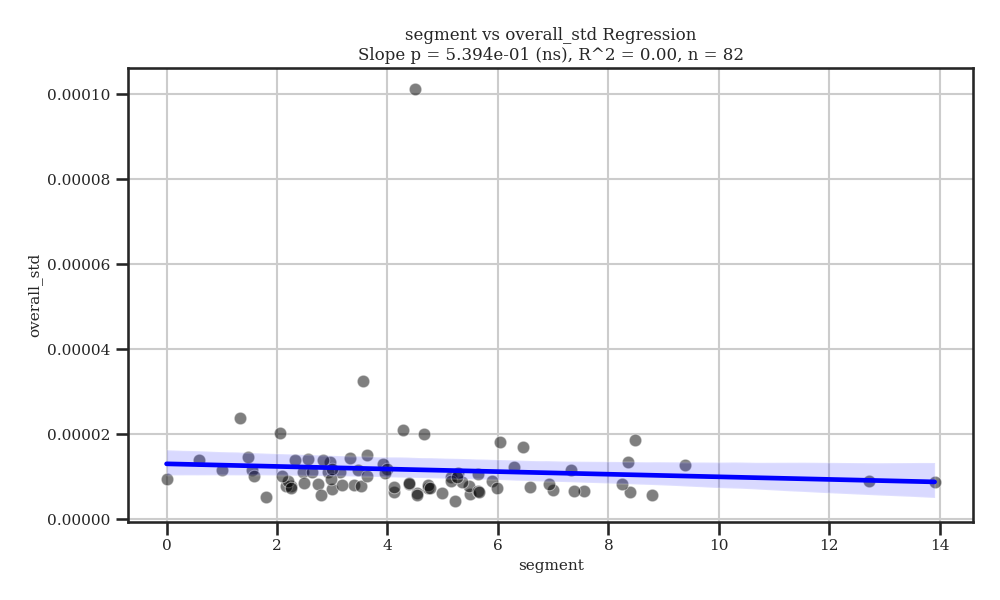 segment vs overall_std Regression
Slope p = 5.394e-01 (ns), R^2 = 0.00, n = 82
0.00010
0.00008
0.00006
0.00004
0.00002
0.00000
overall_std
0 2 4 6 8 10 12 14
segment